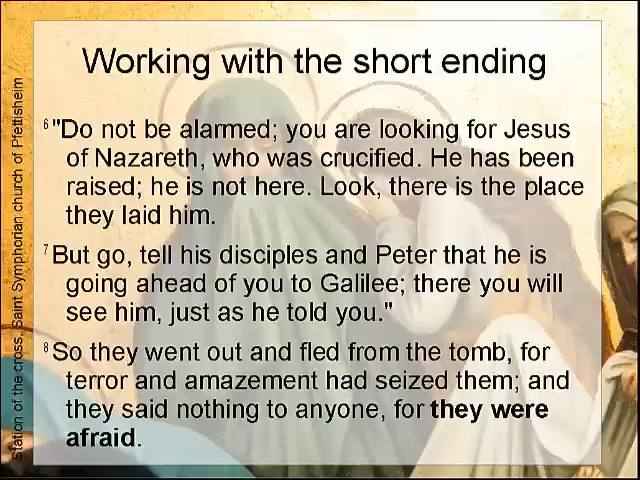 Working with the short ending
6 "Do not be alarmed; you are looking for Jesus
of Nazareth, who was crucified. He has been
raised; he is not here. Look, there is the place
they laid him.
7 But go, tell his disciples and Peter that he is
going ahead of you to Galilee; there you will
see him, just as he told you."
8 So they went out and fled from the tomb, for
terror and amazement had seized them; and
they said nothing to anyone, for they were
afraid.
Station of the cross, Saint Symphorian church of Pfettisheim